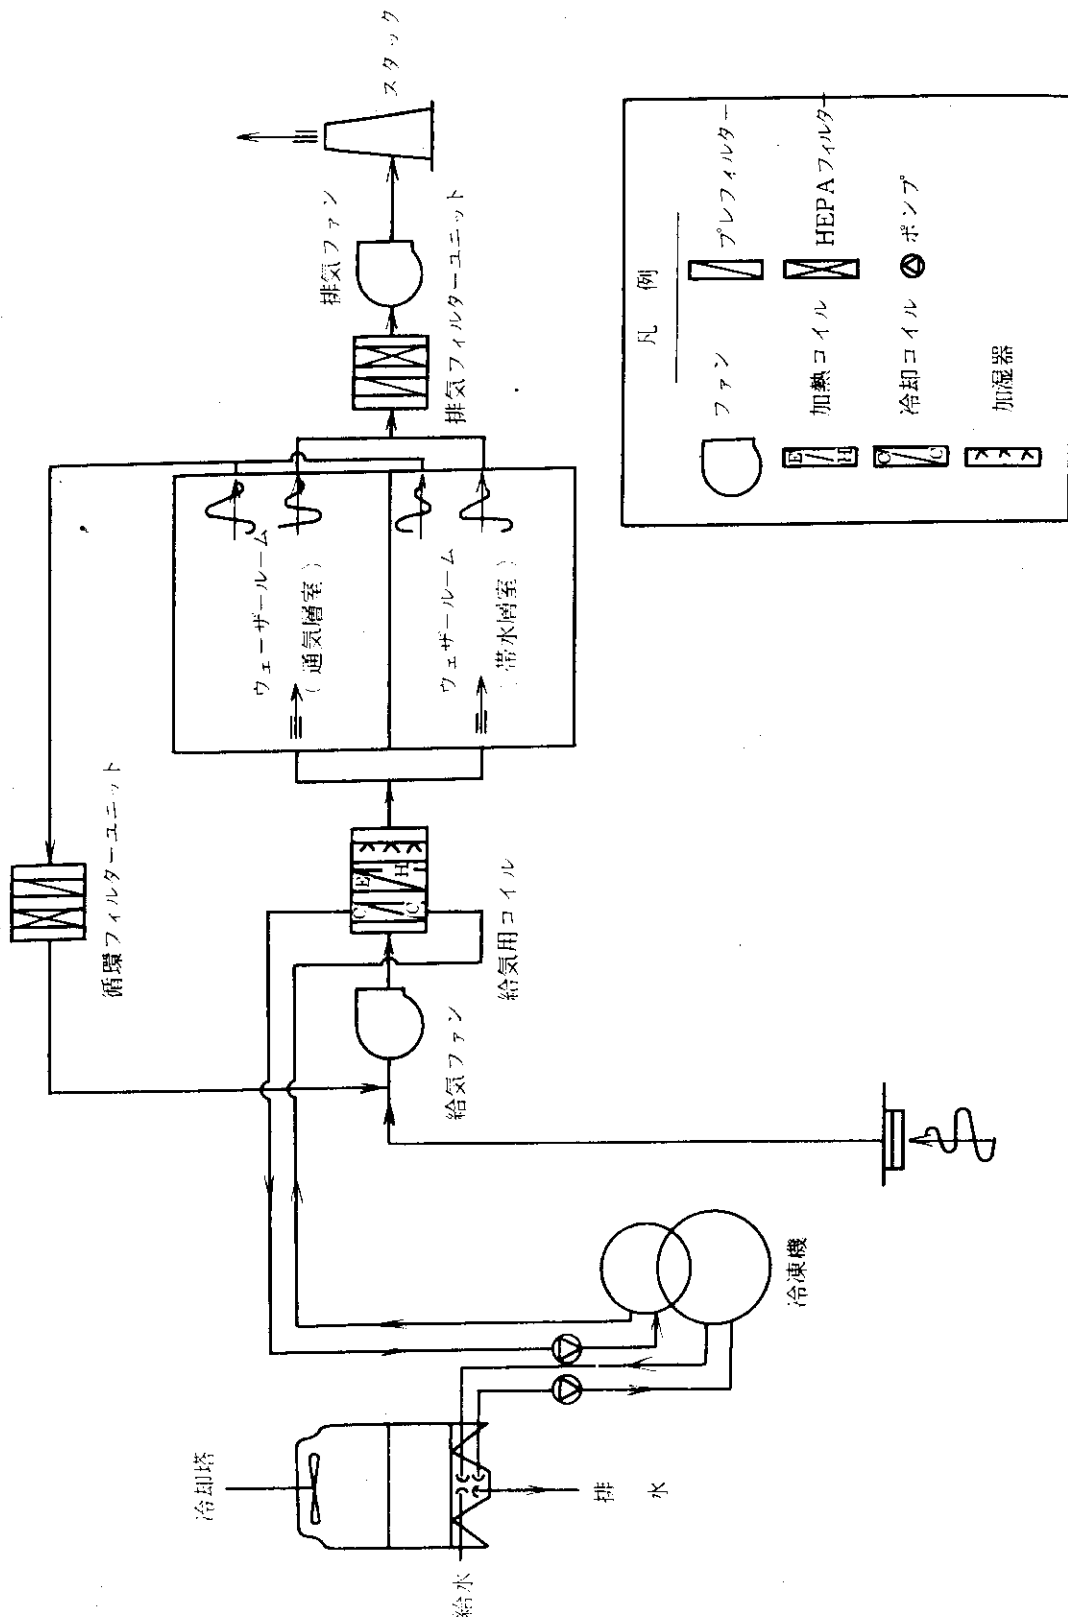 スタック
排気ファン
排気フィルターユニット
ウェーザールーム
(通気層室)
ウェザールーム
(帯水層室)
循環フィルターユニット
C
C
E
H
給気用コイル
給気ファン
冷凍機
冷却塔
給水
排水
凡例
ファン
プレフィルター
E
H
加熱コイル
HEPAフィルター
C
C
冷却コイル
ポンプ
加湿器